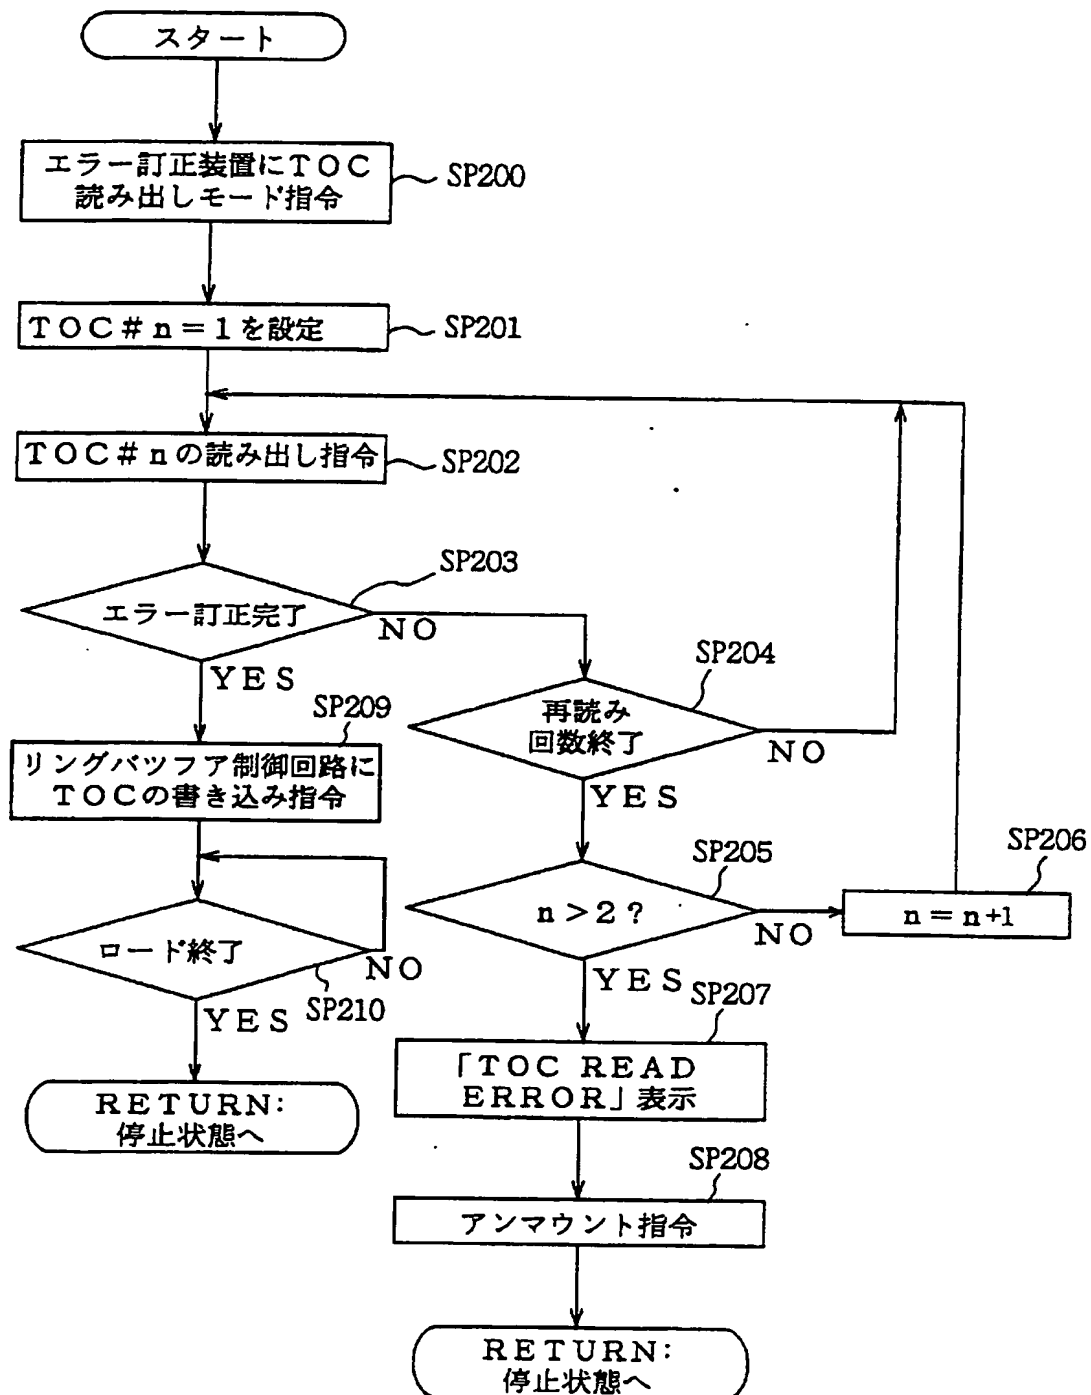 スタート
エラー訂正装置にTOC
読み出しモード指令
SP200
TOC#n=1を設定
SP201
TOC#nの読み出し指令
SP202
エラー訂正完了
SP203
NO
YES
再読み
回数終了
SP204
NO
YES
SP209
リングバツフア制御回路に
TOCの書き込み指令
n>2?
SP205
NO
YES
n=n+1
SP206
ロード終了
NO
YES
SP210
SP207
「TOC READ
ERROR」表示
RETURN:
停止状態へ
SP208
アンマウント指令
RETURN:
停止状態へ